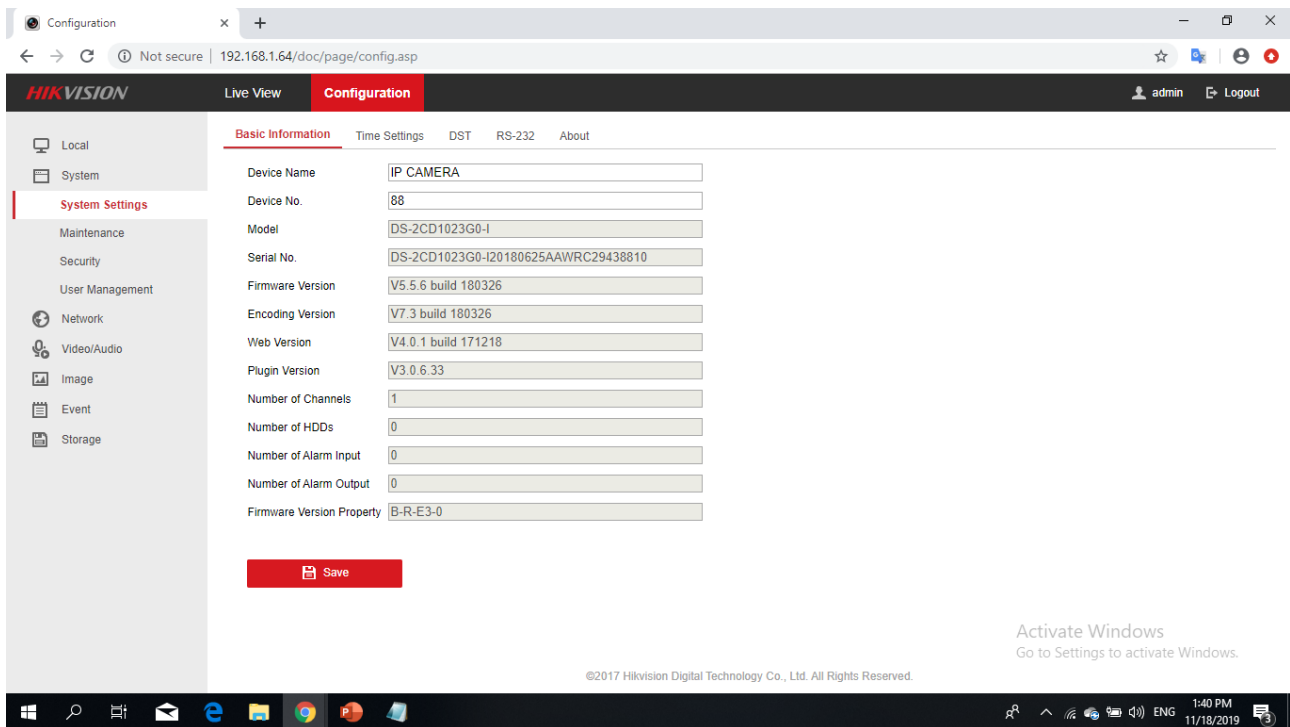 Configuration
Not secure | 192.168.1.64/doc/page/config.asp
HIKVISION Live View Configuration admin Logout
Local
System
System Settings
Maintenance
Security
User Management
Network
Video/Audio
Image
Event
Storage
Basic Information Time Settings DST RS-232 About
Device Name IP CAMERA
Device No. 88
Model DS-2CD1023G0-I
Serial No. DS-2CD1023G0-I20180625AAWRC29438810
Firmware Version V5.5.6 build 180326
Encoding Version V7.3 build 180326
Web Version V4.0.1 build 171218
Plugin Version V3.0.6.33
Number of Channels 1
Number of HDDs 0
Number of Alarm Input 0
Number of Alarm Output 0
Firmware Version Property B-R-E3-0
Save
Activate Windows
Go to Settings to activate Windows.
©2017 Hikvision Digital Technology Co., Ltd. All Rights Reserved.
ENG
1:40 PM
11/18/2019
3